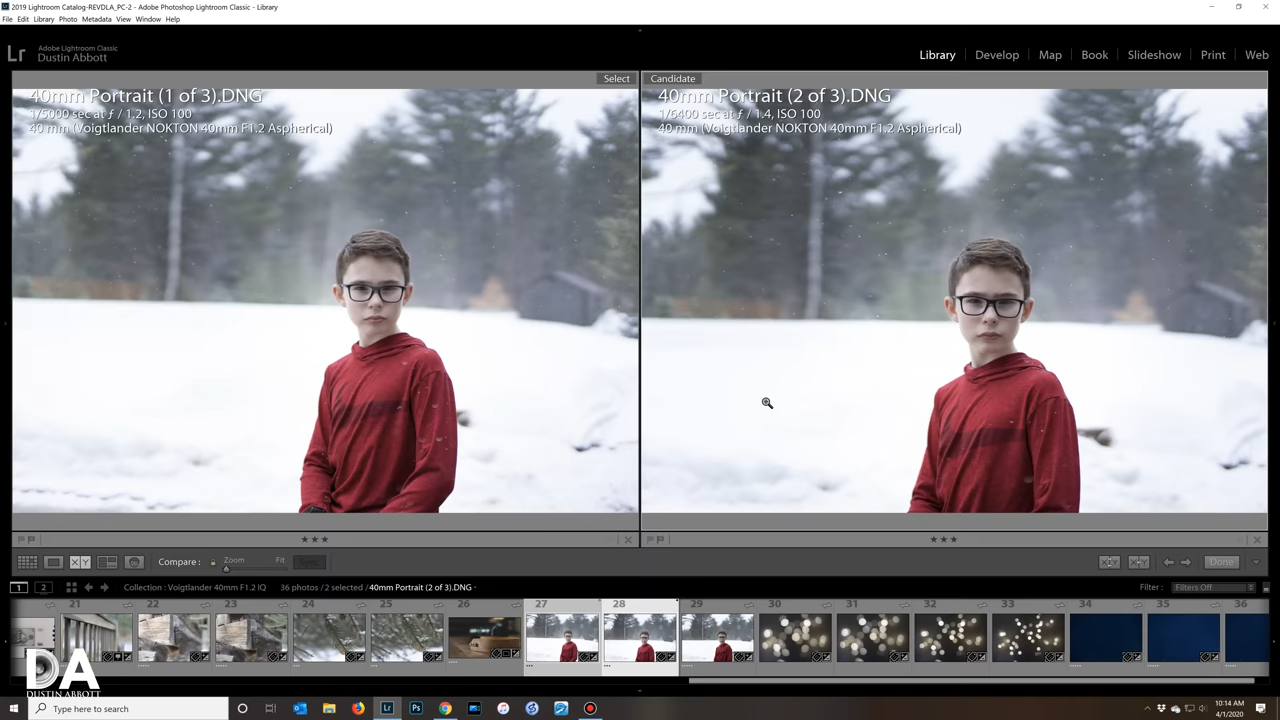 2019 Lightroom Catalog-REVDLA_PC-2 - Adobe Photoshop Lightroom Classic - Library
File Edit Library Photo Metadata View Window Help
Lr Adobe Lightroom Classic
Dustin Abbott
Library Develop Map Book Slideshow Print Web
Select
Candidate
40mm Portrait (1 of 3).DNG
1/5000 sec at ƒ / 1.2, ISO 100
40 mm (Voigtlander NOKTON 40mm F1.2 Aspherical)
40mm Portrait (2 of 3).DNG
1/6400 sec at ƒ / 1.4, ISO 100
40 mm (Voigtlander NOKTON 40mm F1.2 Aspherical)
XY Compare : Zoom Fit Sync Done
1 2 Collection : Voigtlander 40mm F1.2 IQ 36 photos / 2 selected / 40mm Portrait (2 of 3).DNG Filter : Filters Off
21 22 23 24 25 26 27 28 29 30 31 32 33 34 35 36
DA
DUSTIN ABBOTT
Type here to search
Lr Ps
10:14 AM
4/1/2020